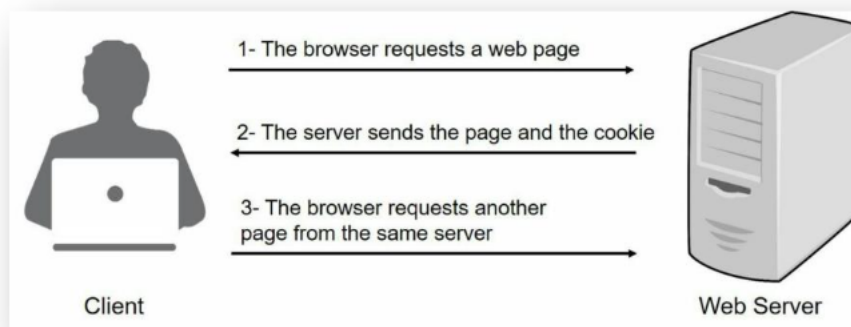 1- The browser requests a web page
2- The server sends the page and the cookie
3- The browser requests another
page from the same server
Client
Web Server